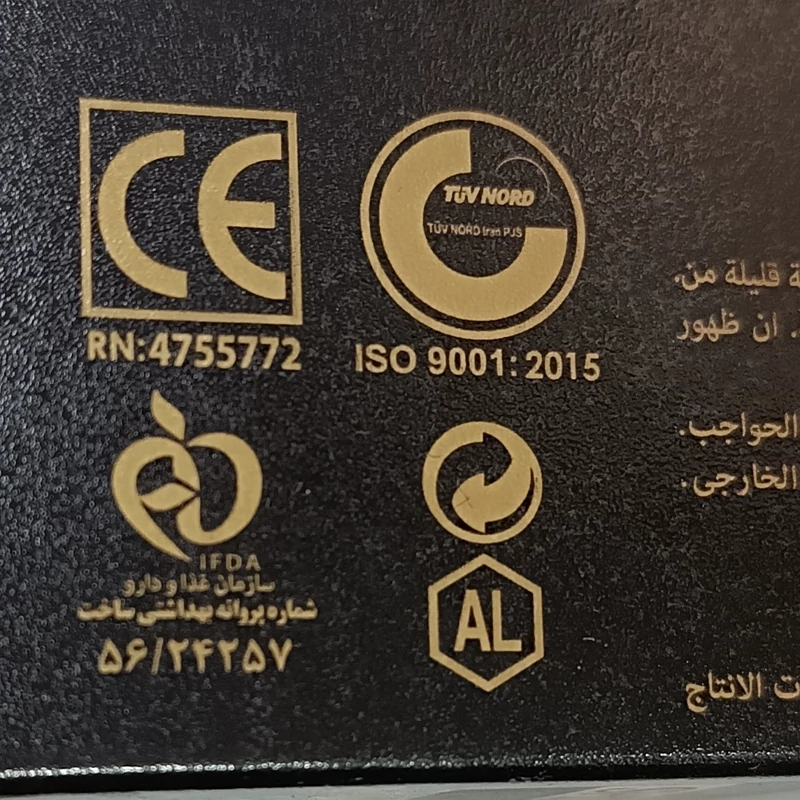 CE
RN:4755772
TÜV NORD
TÜV NORD Iran PJS
ISO 9001:2015
IFDA
سازمان غذا و دارو
شماره پروانه بهداشتی ساخت
۵۶/۲۴۲۵۷
AL
قليلة من.
. ان ظهور
الحواجب.
الخارجی.
ت الانتاج